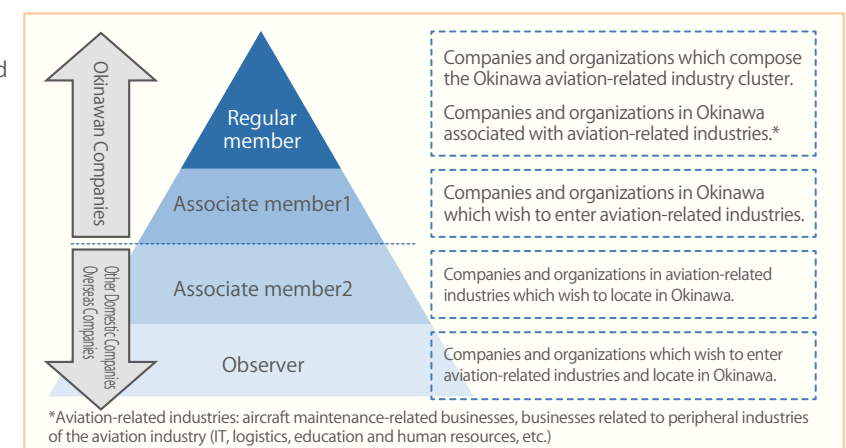 d
Okinawan Companies
Regular
member
Companies and organizations which compose
the Okinawa aviation-related industry cluster.
Companies and organizations in Okinawa
associated with aviation-related industries.*
Associate member1
Companies and organizations in Okinawa
which wish to enter aviation-related industries.
Other Domestic Companies
Overseas Companies
Associate member2
Companies and organizations in aviation-related
industries which wish to locate in Okinawa.
Observer
Companies and organizations which wish to enter
aviation-related industries and locate in Okinawa.
*Aviation-related industries: aircraft maintenance-related businesses, businesses related to peripheral industries
of the aviation industry (IT, logistics, education and human resources, etc.)